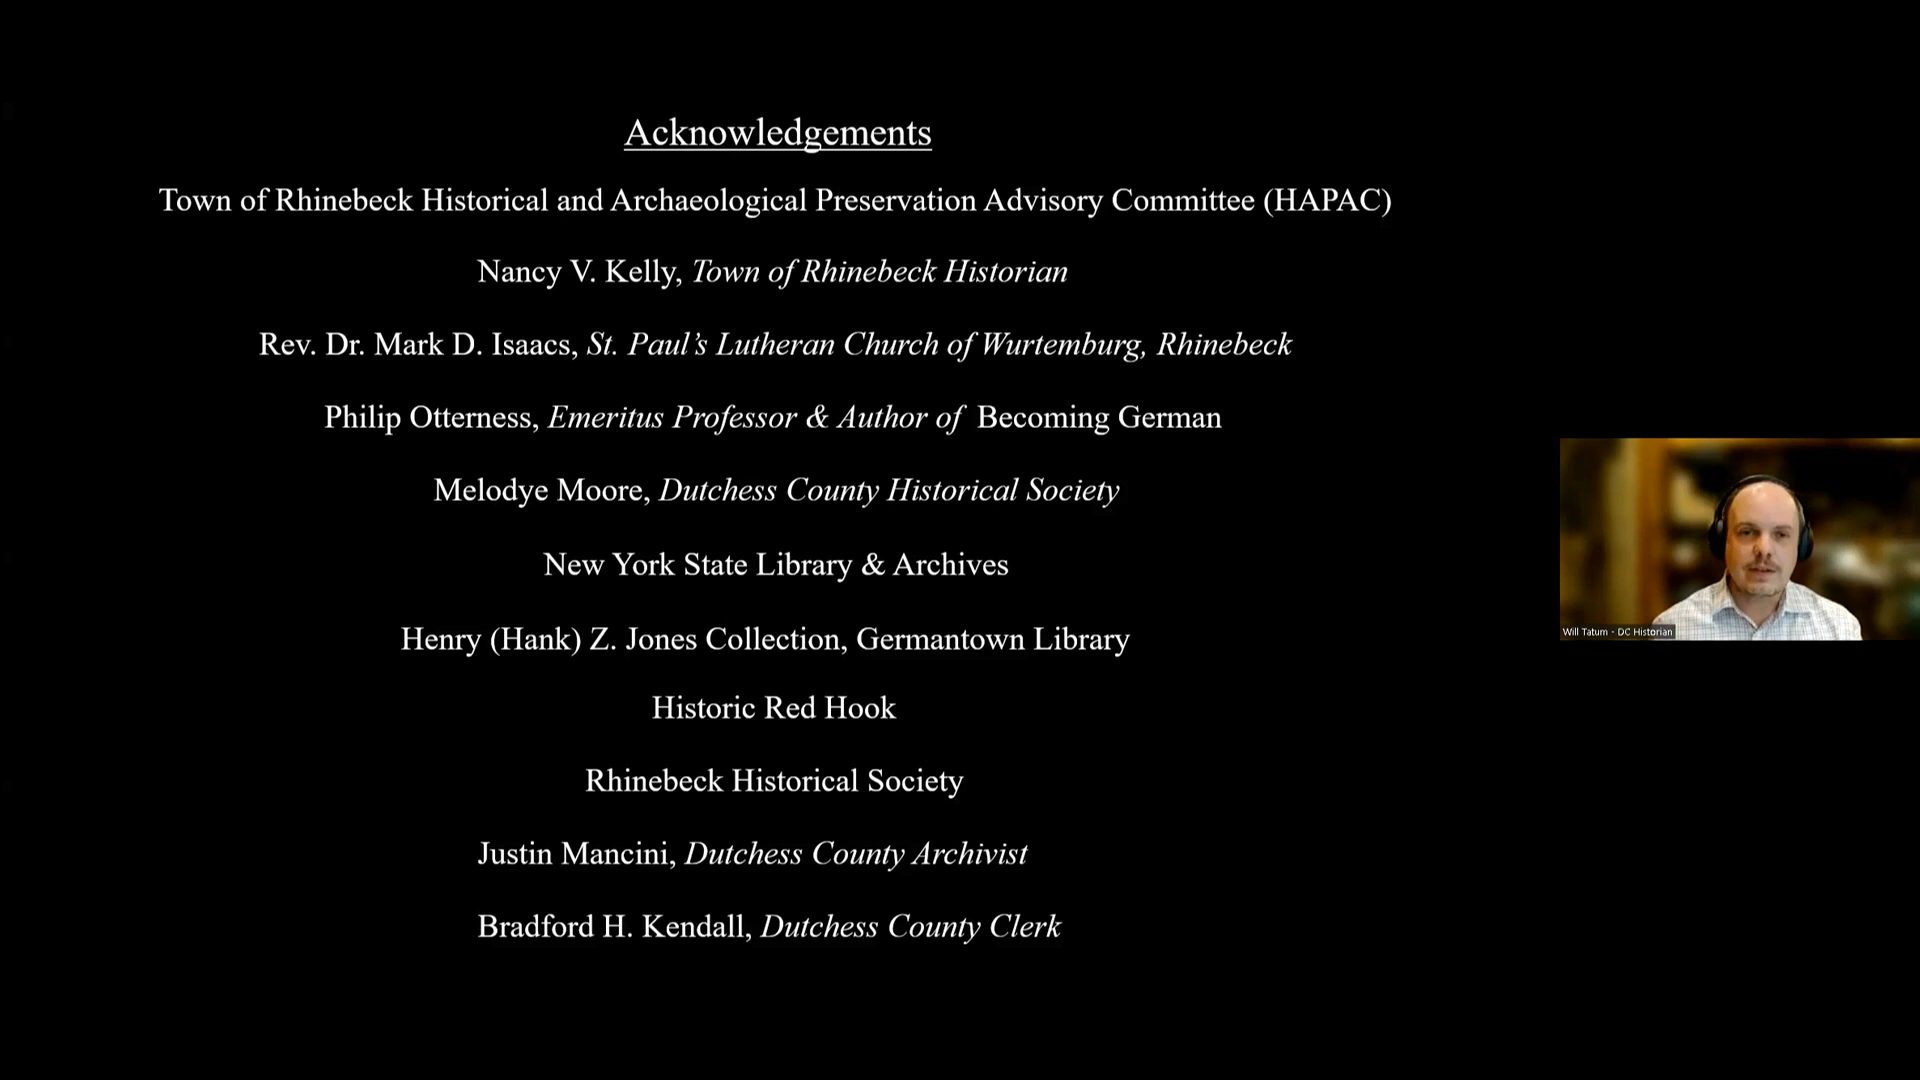 Acknowledgements
Town of Rhinebeck Historical and Archaeological Preservation Advisory Committee (HAPAC)
Nancy V. Kelly, Town of Rhinebeck Historian
Rev. Dr. Mark D. Isaacs, St. Paul’s Lutheran Church of Wurtemburg, Rhinebeck
Philip Otterness, Emeritus Professor & Author of Becoming German
Melodye Moore, Dutchess County Historical Society
New York State Library & Archives
Henry (Hank) Z. Jones Collection, Germantown Library
Historic Red Hook
Rhinebeck Historical Society
Justin Mancini, Dutchess County Archivist
Bradford H. Kendall, Dutchess County Clerk
Will Tatum - DC Historian